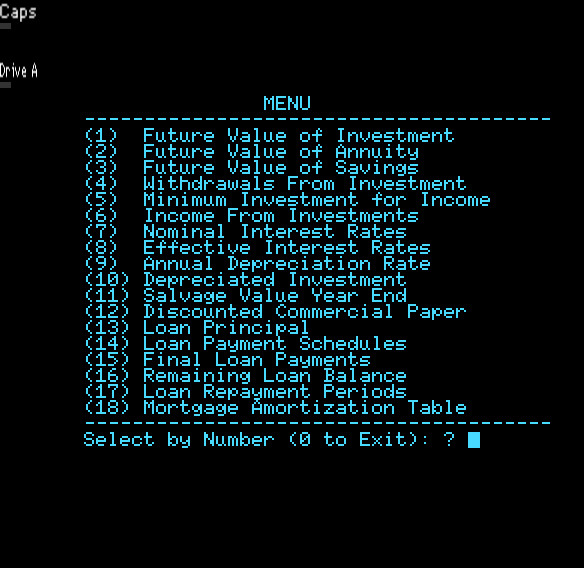 Caps
Drive A
MENU
---------------------------------------
(1) Future Value of Investment
(2) Future Value of Annuity
(3) Future Value of Savings
(4) Withdrawals From Investment
(5) Minimum Investment for Income
(6) Income From Investments
(7) Nominal Interest Rates
(8) Effective Interest Rates
(9) Annual Depreciation Rate
(10) Depreciated Investment
(11) Salvage Value Year End
(12) Discounted Commercial Paper
(13) Loan Principal
(14) Loan Payment Schedules
(15) Final Loan Payments
(16) Remaining Loan Balance
(17) Loan Repayment Periods
(18) Mortgage Amortization Table
---------------------------------------
Select by Number (0 to Exit): ?